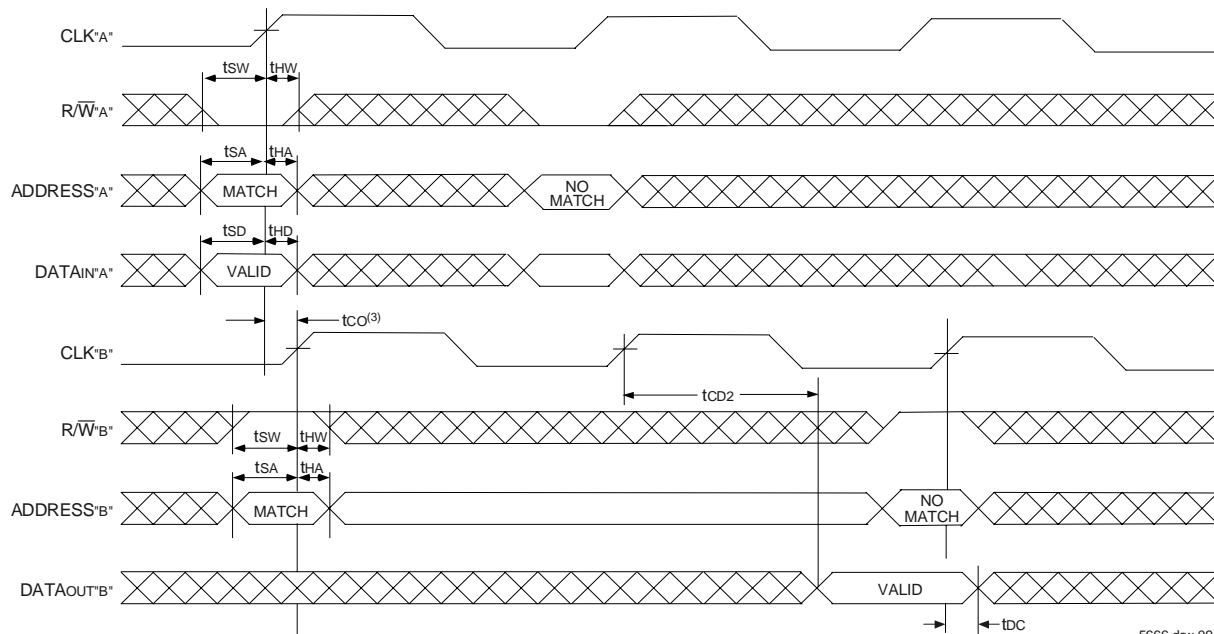 CLK"A"
tSW tHW
R/W̅"A"
tSA tHA
ADDRESS"A"
MATCH
NO
MATCH
tSD tHD
DATAIN"A"
VALID
tCO(3)
CLK"B"
tCD2
R/W̅"B"
tSW tHW
tSA tHA
ADDRESS"B"
MATCH
NO
MATCH
DATAOUT"B"
VALID
tDC